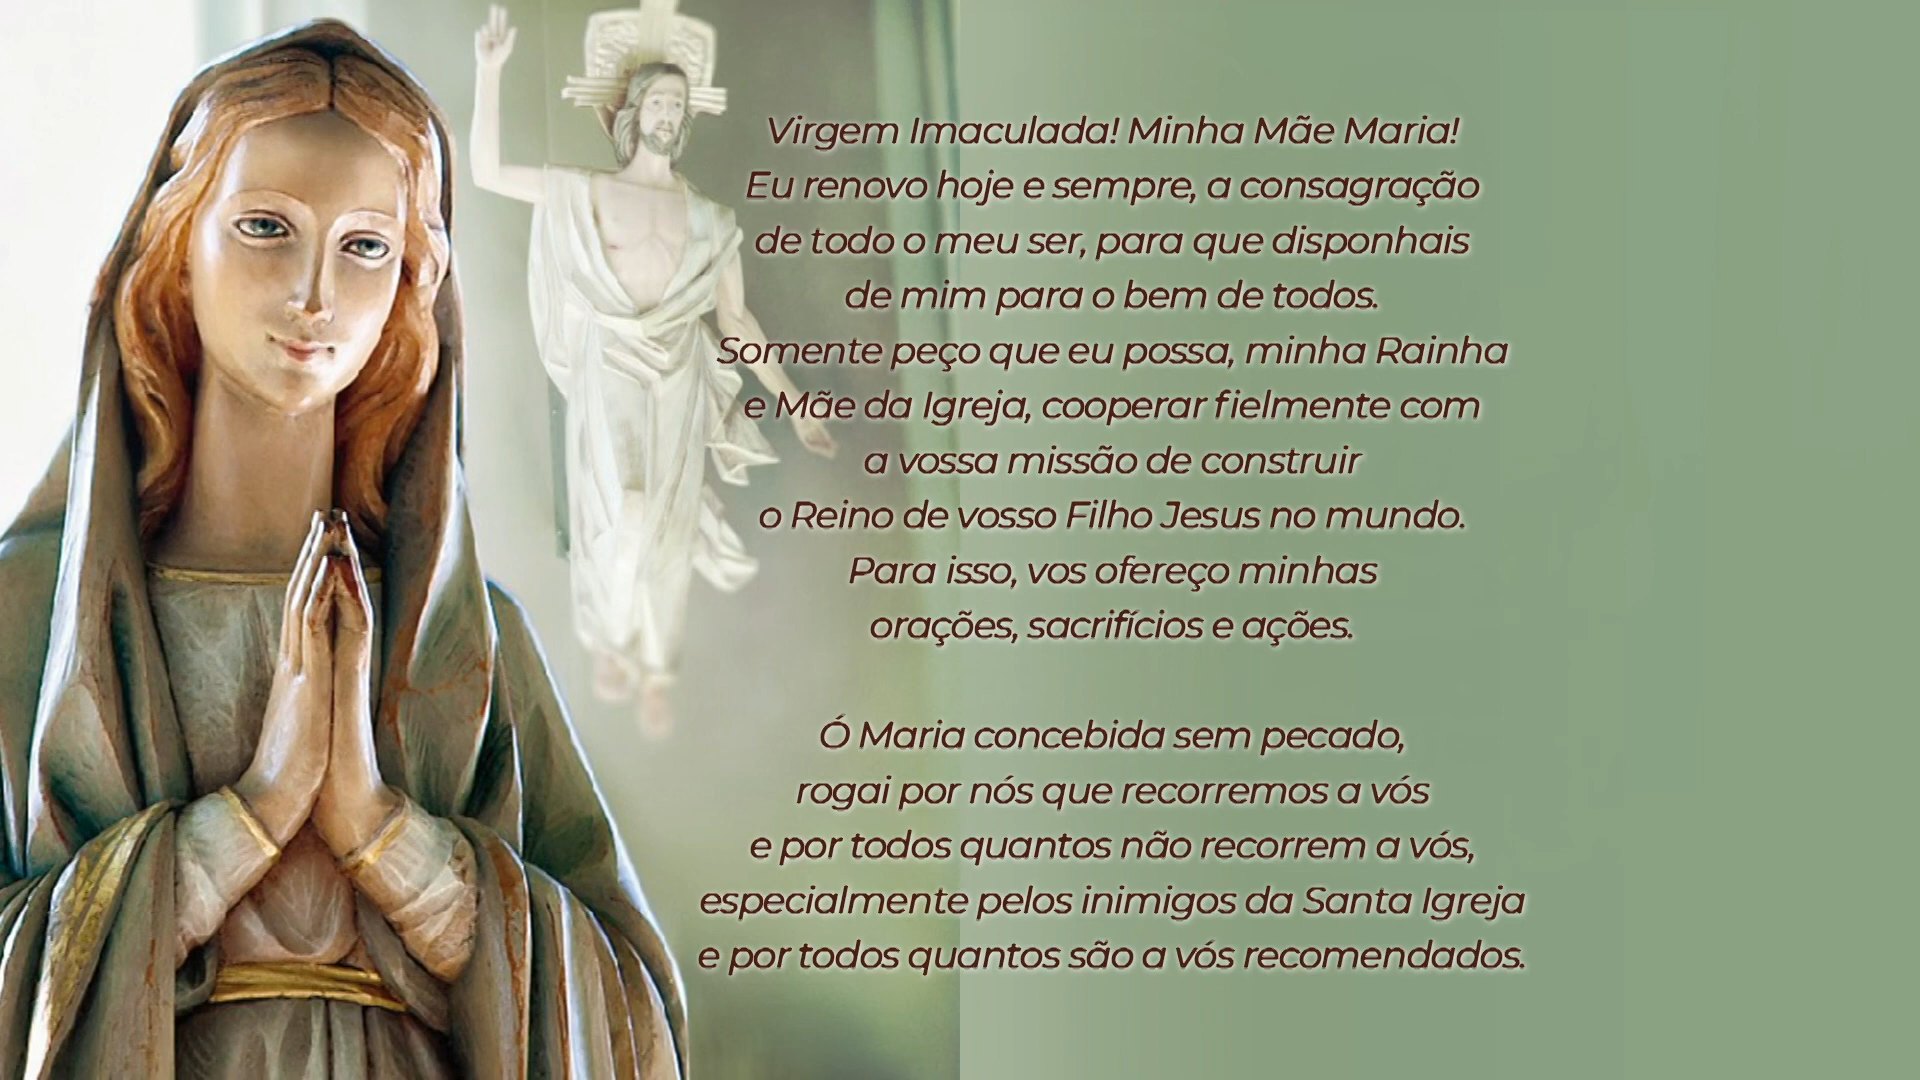 Virgem Imaculada! Minha Mãe Maria!
Eu renovo hoje e sempre, a consagração
de todo o meu ser, para que disponhais
de mim para o bem de todos.
Somente peço que eu possa, minha Rainha
e Mãe da Igreja, cooperar fielmente com
a vossa missão de construir
o Reino de vosso Filho Jesus no mundo.
Para isso, vos ofereço minhas
orações, sacrifícios e ações.
Ó Maria concebida sem pecado,
rogai por nós que recorremos a vós
e por todos quantos não recorrem a vós,
especialmente pelos inimigos da Santa Igreja
e por todos quantos são a vós recomendados.